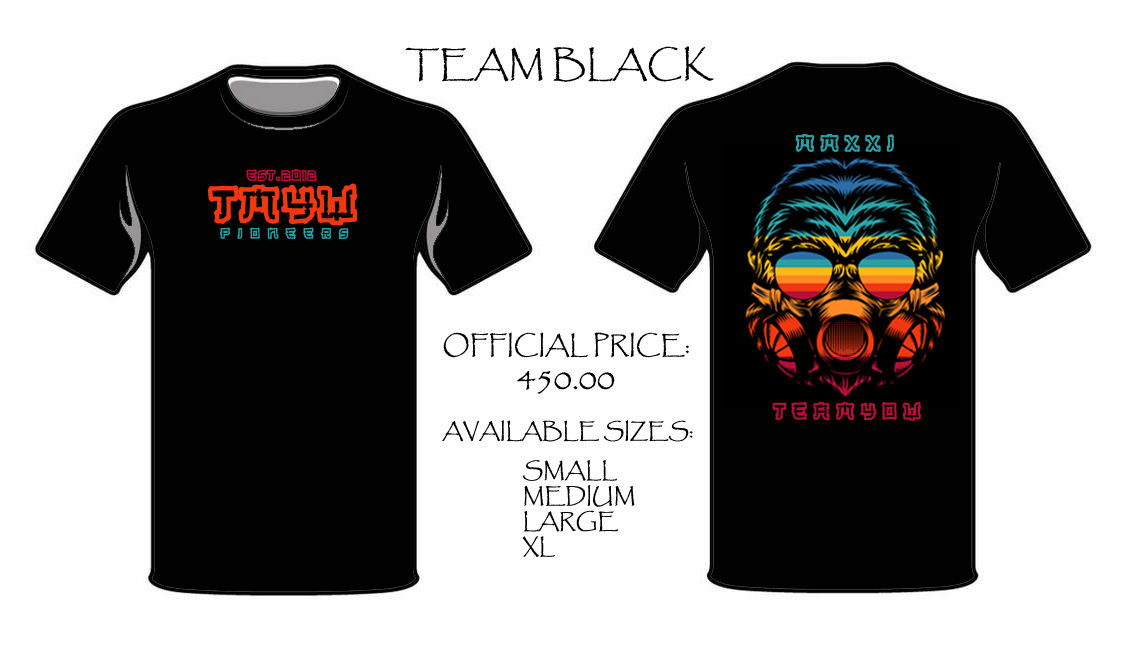 TEAM BLACK
EST.2012
TMYW
PIONEERS
MMXXI
TEAMYOW
OFFICIAL PRICE:
450.00
AVAILABLE SIZES:
SMALL
MEDIUM
LARGE
XL